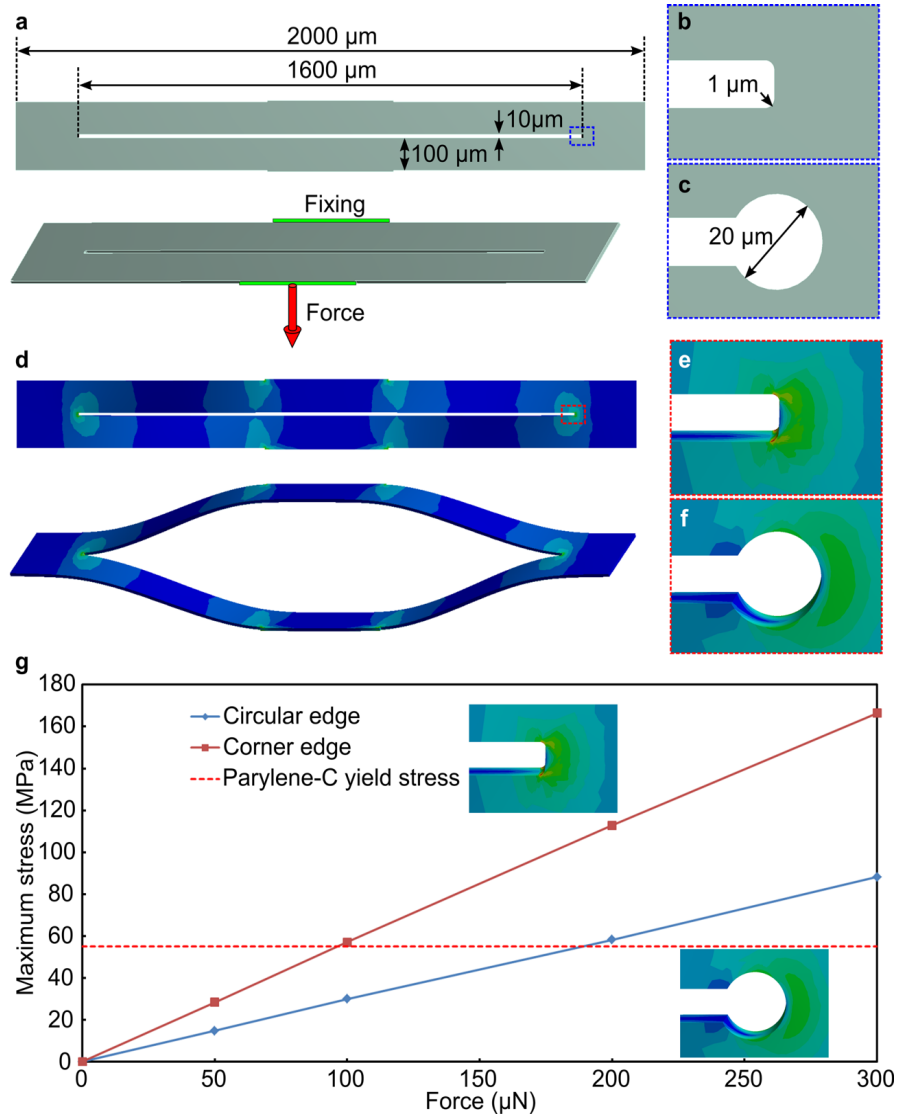 a
2000 µm
1600 µm
10µm
100 µm
Fixing
Force
b
1 µm
c
20 µm
d
e
f
g
180
160
140
120
100
80
60
40
20
0
Maximum stress (MPa)
Circular edge
Corner edge
Parylene-C yield stress
0
50
100
150
200
250
300
Force (µN)